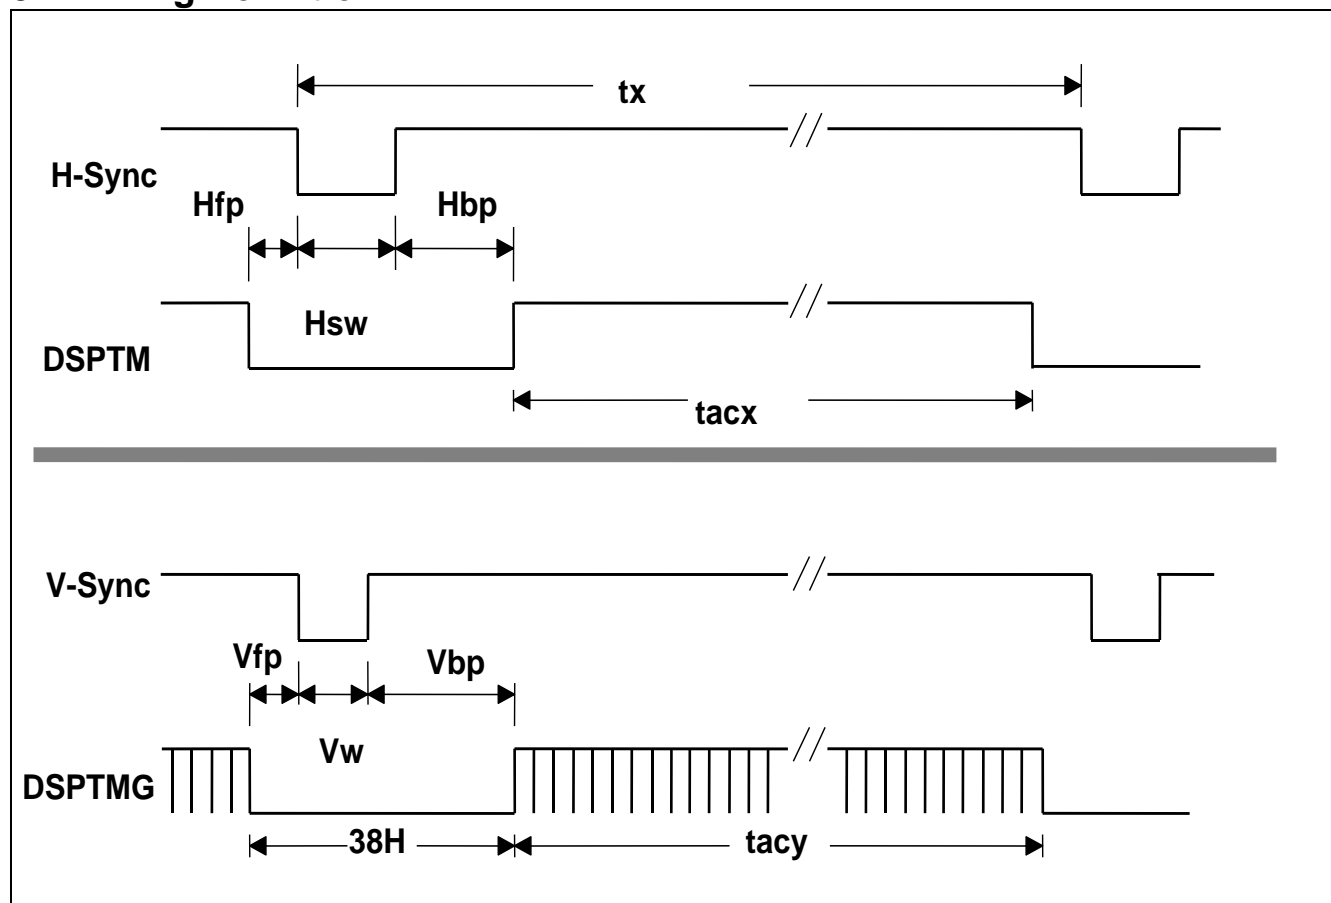 tx
H-Sync
Hfp
Hbp
Hsw
DSPTM
tacx
V-Sync
Vfp
Vbp
Vw
DSPTMG
38H
tacy